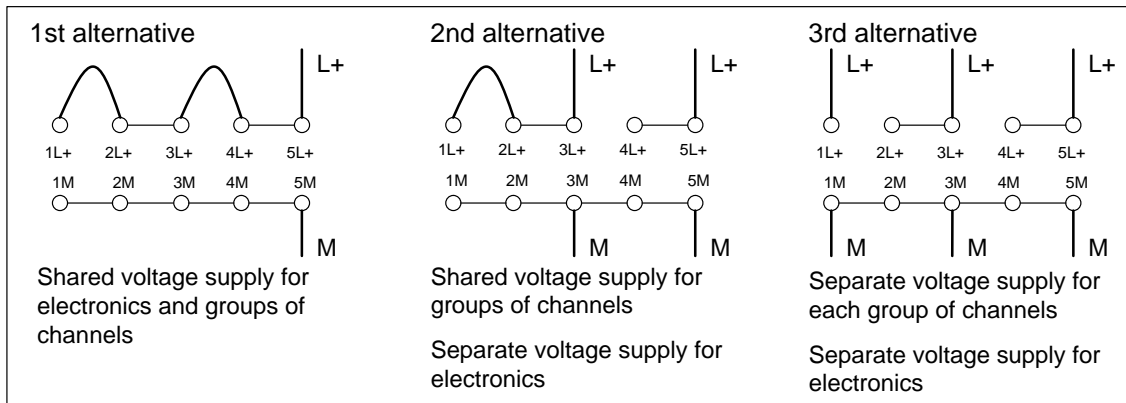 1st alternative
L+
1L+ 2L+ 3L+ 4L+ 5L+
1M 2M 3M 4M 5M
M
Shared voltage supply for
electronics and groups of
channels
2nd alternative
L+ L+
1L+ 2L+ 3L+ 4L+ 5L+
1M 2M 3M 4M 5M
M M
Shared voltage supply for
groups of channels
Separate voltage supply for
electronics
3rd alternative
L+ L+ L+
1L+ 2L+ 3L+ 4L+ 5L+
1M 2M 3M 4M 5M
M M M
Separate voltage supply for
each group of channels
Separate voltage supply for
electronics